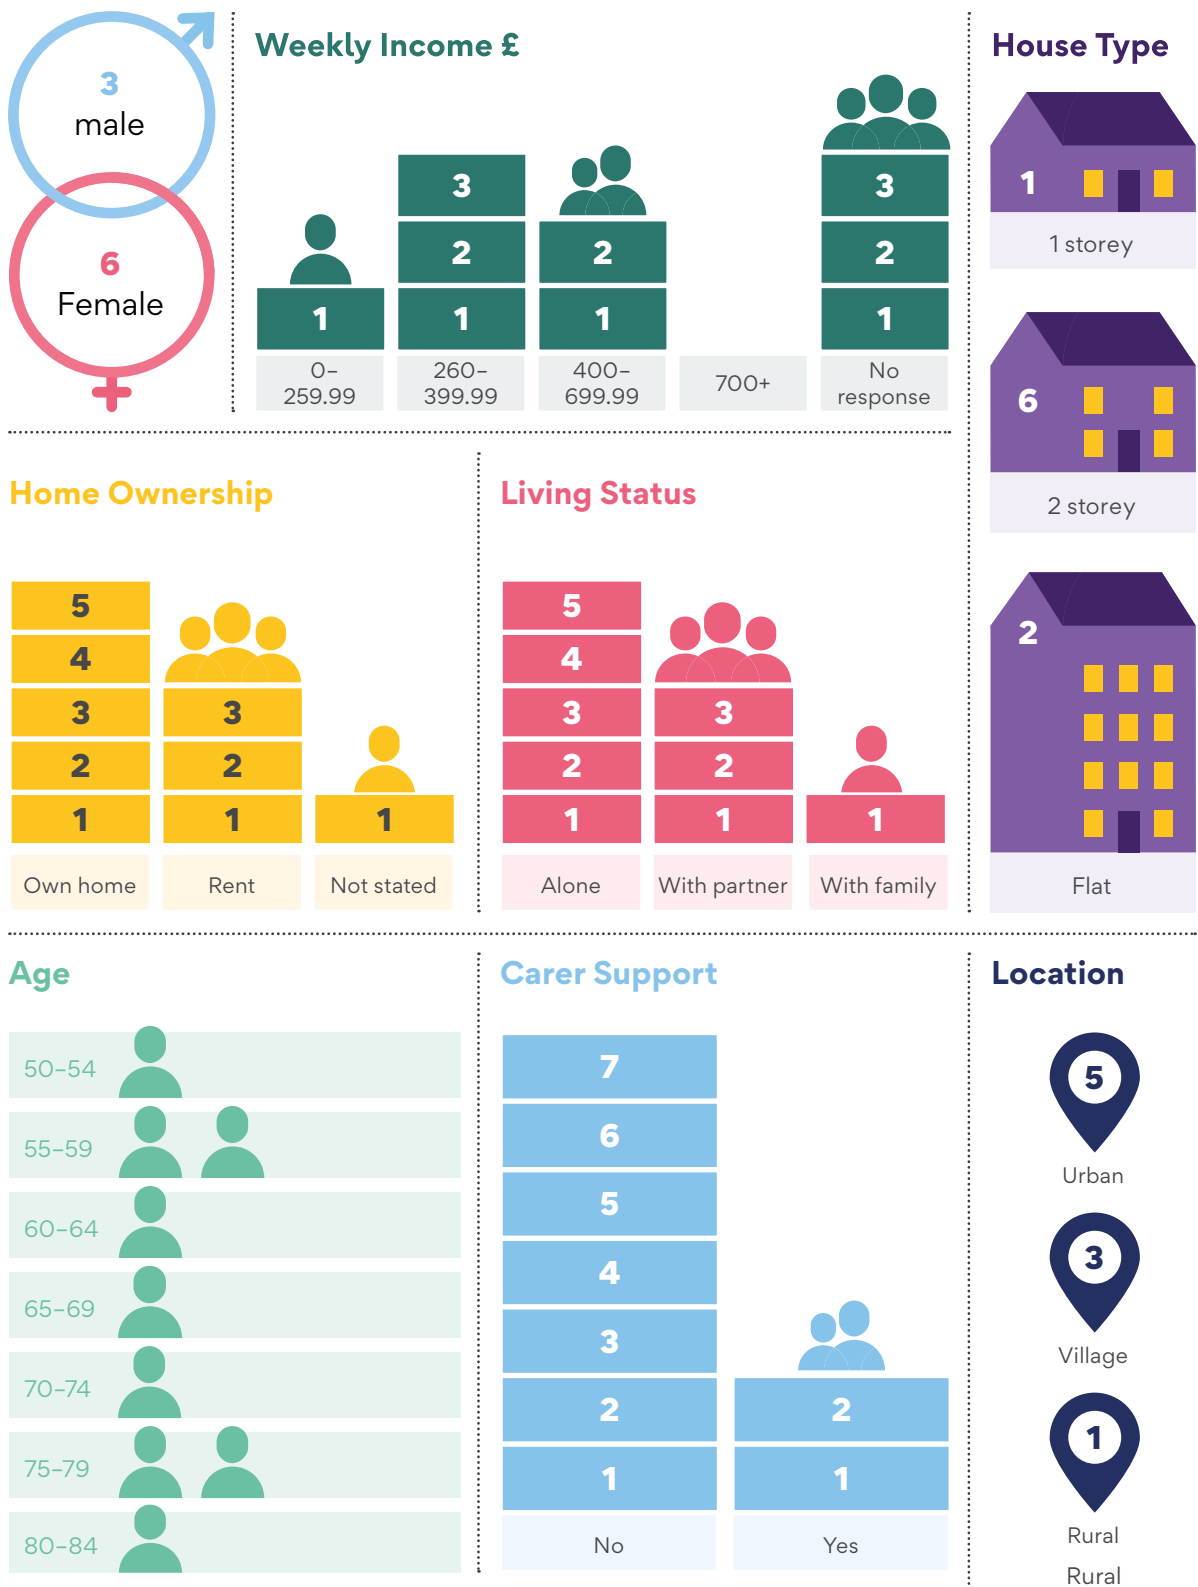 3
male
6
Female
Weekly Income £
3
3
3
2
2
2
2
1
1
1
1
0–
259.99
260–
399.99
400–
699.99
700+
No
response
House Type
1
1 storey
6
2 storey
2
Flat
Home Ownership
5
4
3
3
2
2
1
1
1
Own home
Rent
Not stated
Living Status
5
4
3
3
2
2
1
1
1
Alone
With partner
With family
Age
50–54
55–59
60–64
65–69
70–74
75–79
80–84
Carer Support
7
6
5
4
3
2
2
1
1
No
Yes
Location
5
Urban
3
Village
1
Rural
Rural